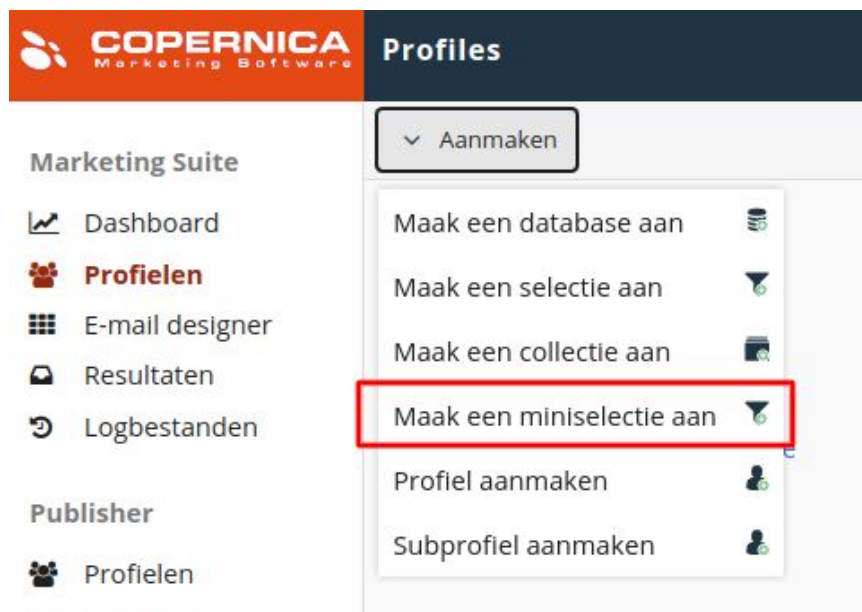 COPERNICA
Marketing Software
Profiles
Aanmaken
Marketing Suite
Dashboard
Profielen
E-mail designer
Resultaten
Logbestanden
Publisher
Profielen
Maak een database aan
Maak een selectie aan
Maak een collectie aan
Maak een miniselectie aan
Profiel aanmaken
Subprofiel aanmaken